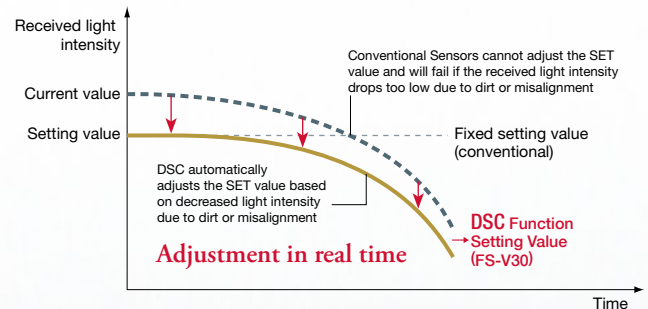 Received light
intensity
Conventional Sensors cannot adjust the SET
value and will fail if the received light intensity
drops too low due to dirt or misalignment
Current value
Setting value
Fixed setting value
(conventional)
DSC automatically
adjusts the SET value based
on decreased light intensity
due to dirt or misalignment
DSC Function
Setting Value
(FS-V30)
Adjustment in real time
Time